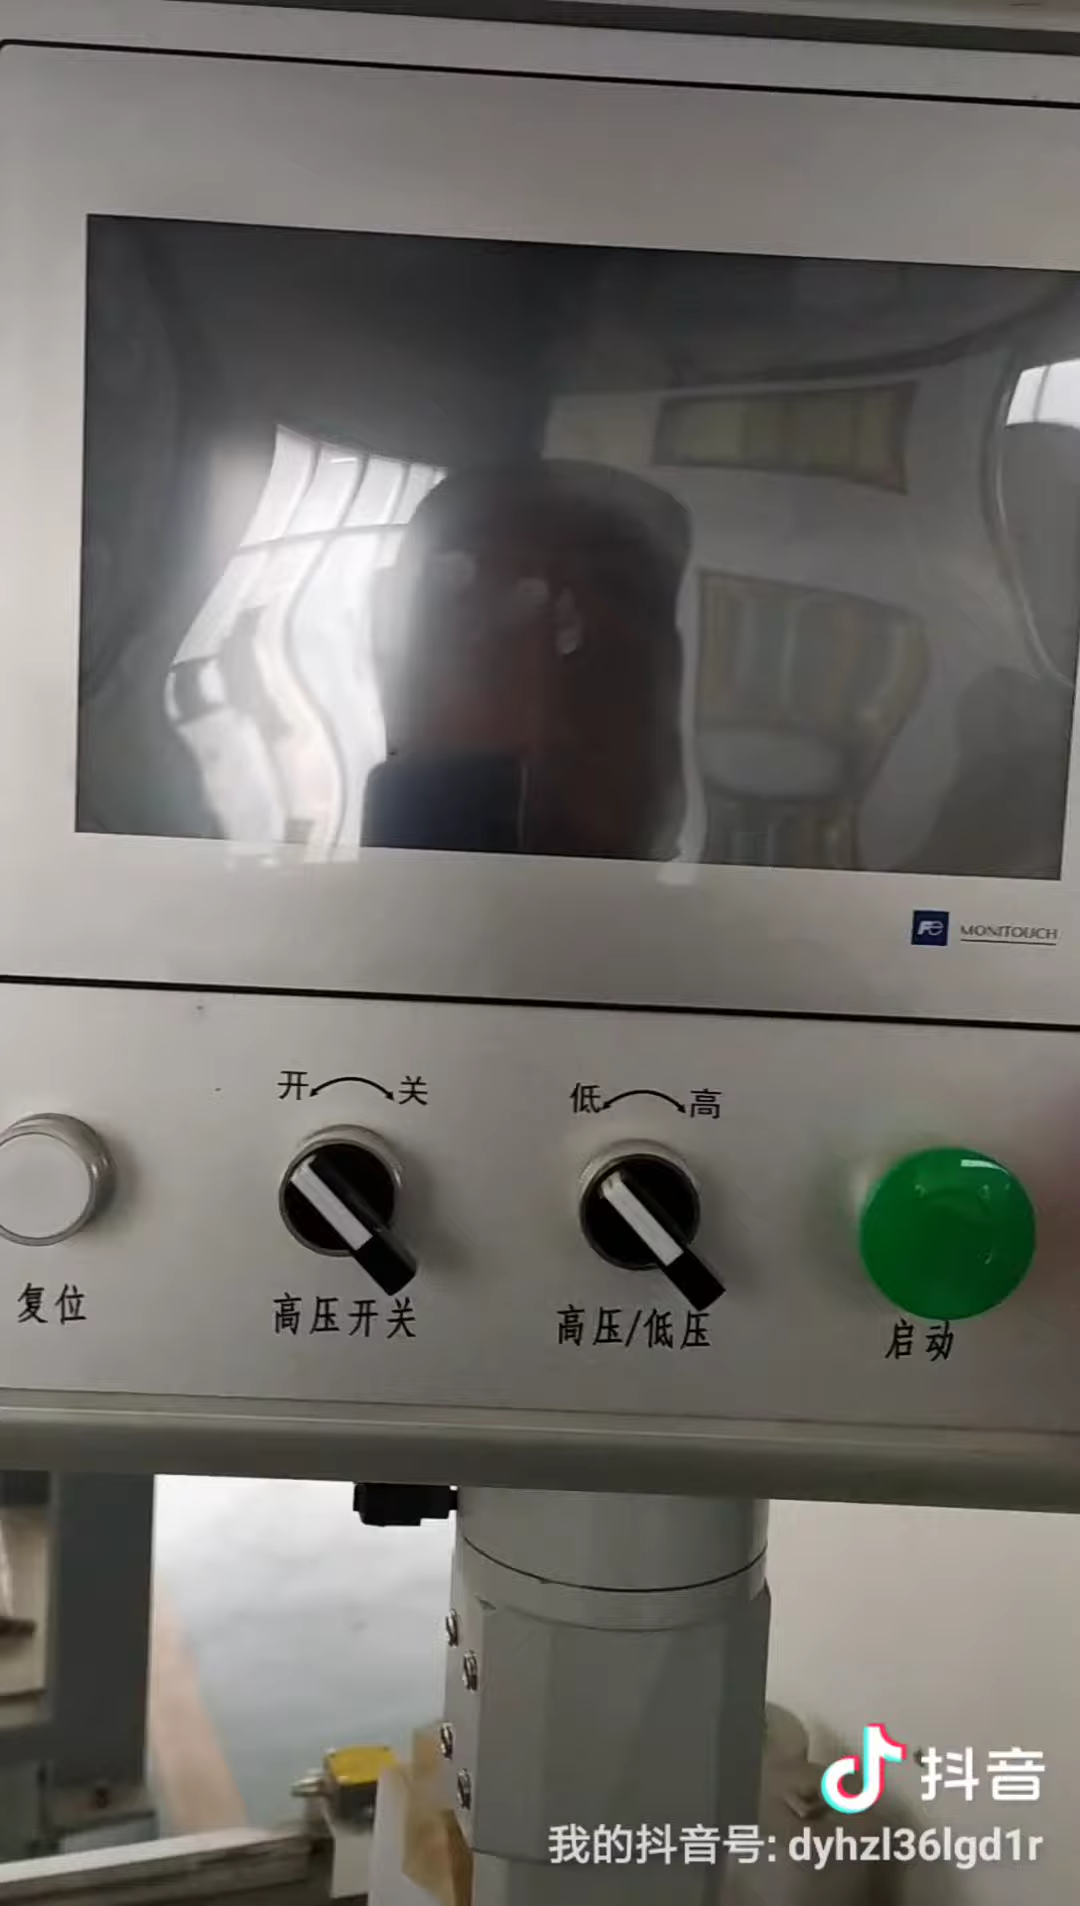 Fe MONITOUCH
开 关
低 高
复位
高压开关
高压/低压
启动
抖音
我的抖音号: dyhzl36lgd1r